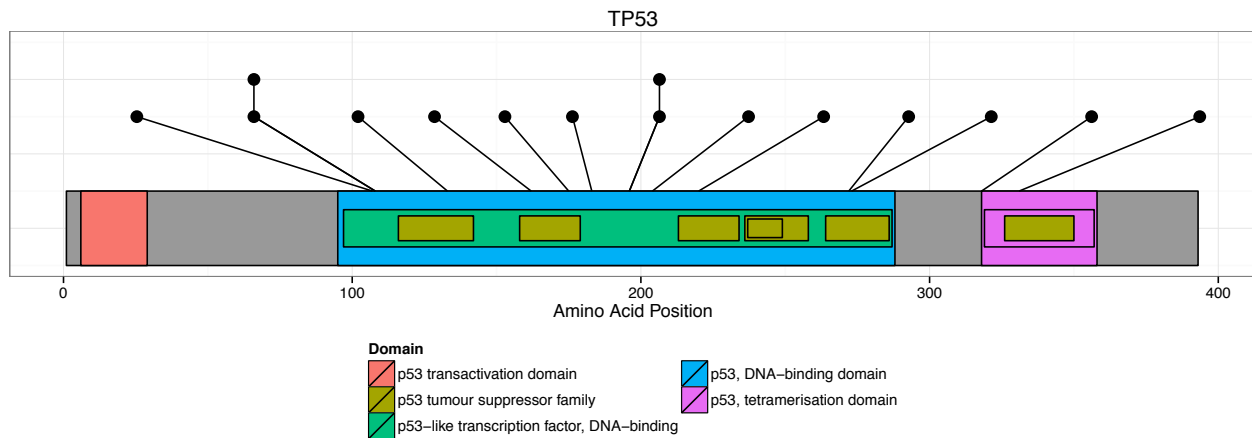 TP53
0 100 200 300 400
Amino Acid Position
Domain
p53 transactivation domain
p53 tumour suppressor family
p53−like transcription factor, DNA−binding
p53, DNA−binding domain
p53, tetramerisation domain